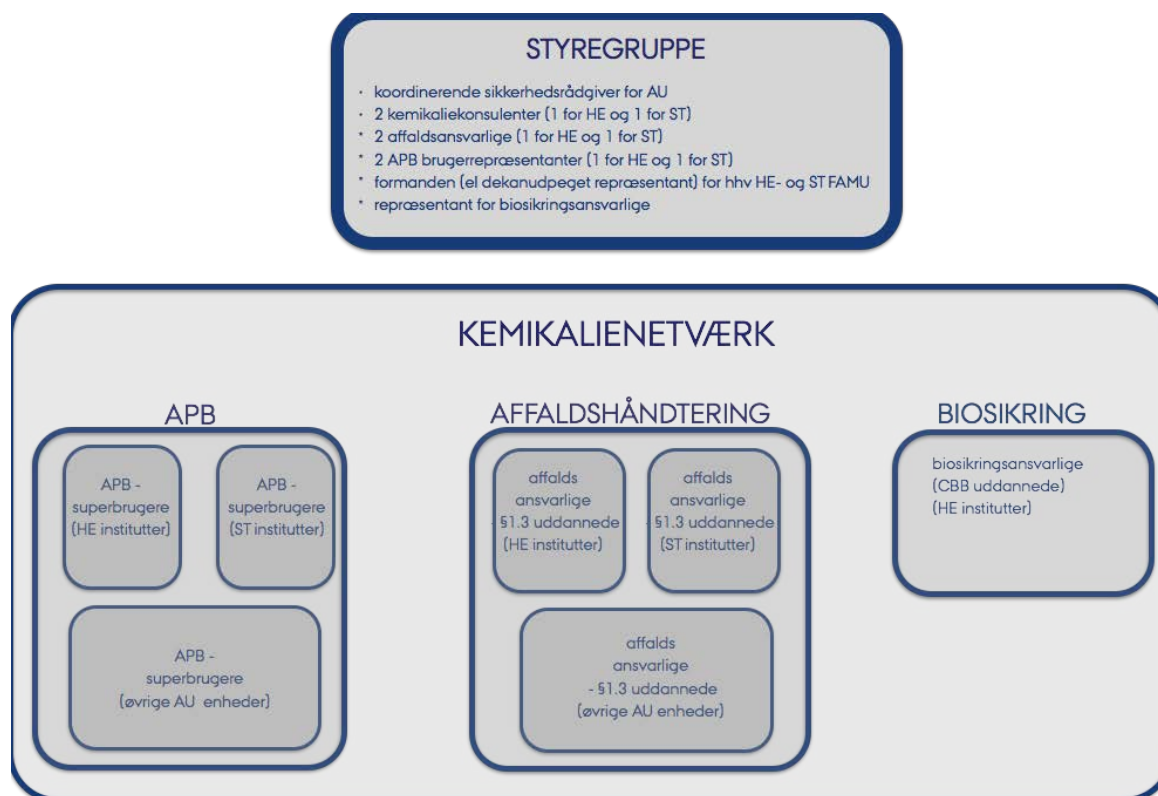 STYREGRUPPE
· koordinerende sikkerhedsrådgiver for AU
· 2 kemikaliekonsulenter (1 for HE og 1 for ST)
* 2 affaldsansvarlige (1 for HE og 1 for ST)
* 2 APB brugerrepræsentanter (1 for HE og 1 for ST)
* formanden (el dekanudpeget repræsentant) for hhv HE- og ST FAMU
* repræsentant for biosikringsansvarlige
KEMIKALIENETVÆRK
APB
APB -
superbrugere
(HE institutter)
APB -
superbrugere
(ST institutter)
APB -
superbrugere
(øvrige AU enheder)
AFFALDSHÅNDTERING
affalds
ansvarlige
- §1.3 uddannede
(HE institutter)
affalds
ansvarlige
- §1.3 uddannede
(ST institutter)
affalds
ansvarlige
- §1.3 uddannede
(øvrige AU enheder)
BIOSIKRING
biosikringsansvarlige
(CBB uddannede)
(HE institutter)